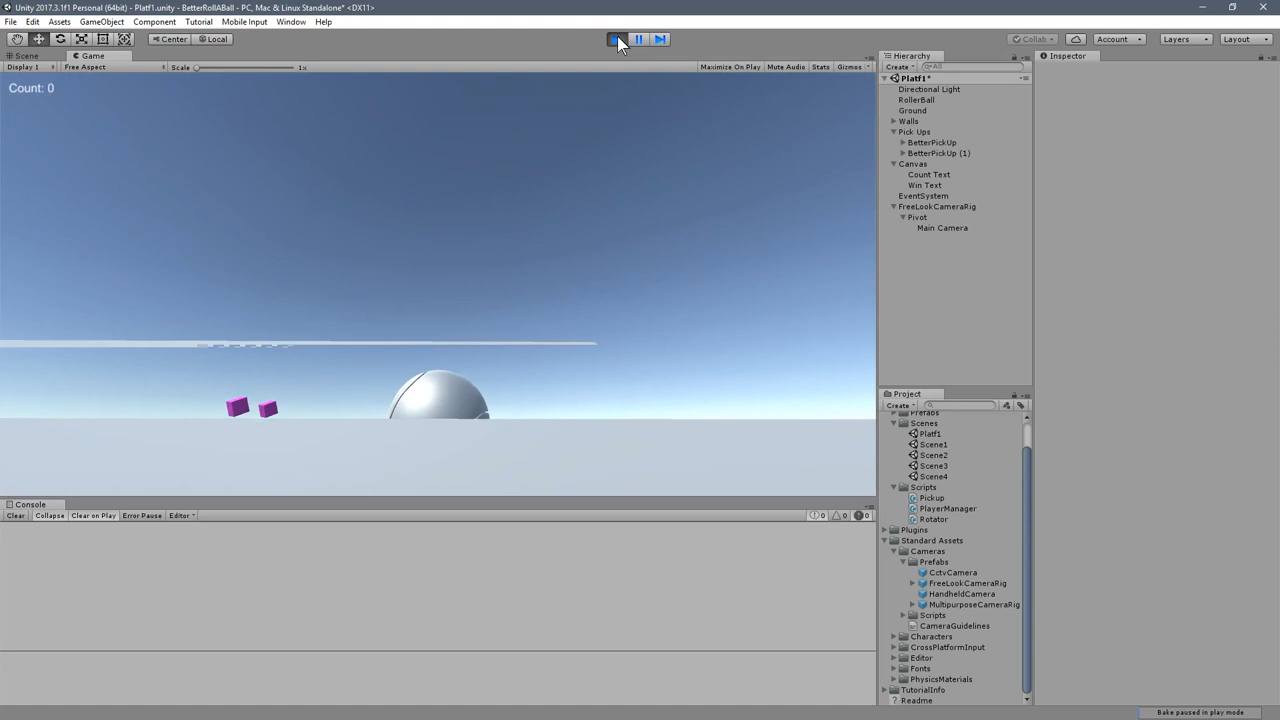 Unity 2017.3.1f1 Personal (64bit) - Platf1.unity - BetterRollABall - PC, Mac & Linux Standalone* <DX11>
File Edit Assets GameObject Component Tutorial Mobile Input Window Help
Center Local Collab Account Layers Layout
Scene Game Hierarchy Inspector
Display 1 Free Aspect Scale 1x Maximize On Play Mute Audio Stats Gizmos Create All
Platf1*
Count: 0
Directional Light
RollerBall
Ground
Walls
Pick Ups
BetterPickUp
BetterPickUp (1)
Canvas
Count Text
Win Text
EventSystem
FreeLookCameraRig
Pivot
Main Camera
Project
Create
Prefabs
Scenes
Platf1
Scene1
Scene2
Scene3
Scene4
Scripts
Pickup
PlayerManager
Rotator
Plugins
Standard Assets
Cameras
Prefabs
CctvCamera
FreeLookCameraRig
HandheldCamera
MultipurposeCameraRig
Scripts
CameraGuidelines
Characters
CrossPlatformInput
Editor
Fonts
PhysicsMaterials
TutorialInfo
Readme
Console
Clear Collapse Clear on Play Error Pause Editor 0 0 0
Bake paused in play mode